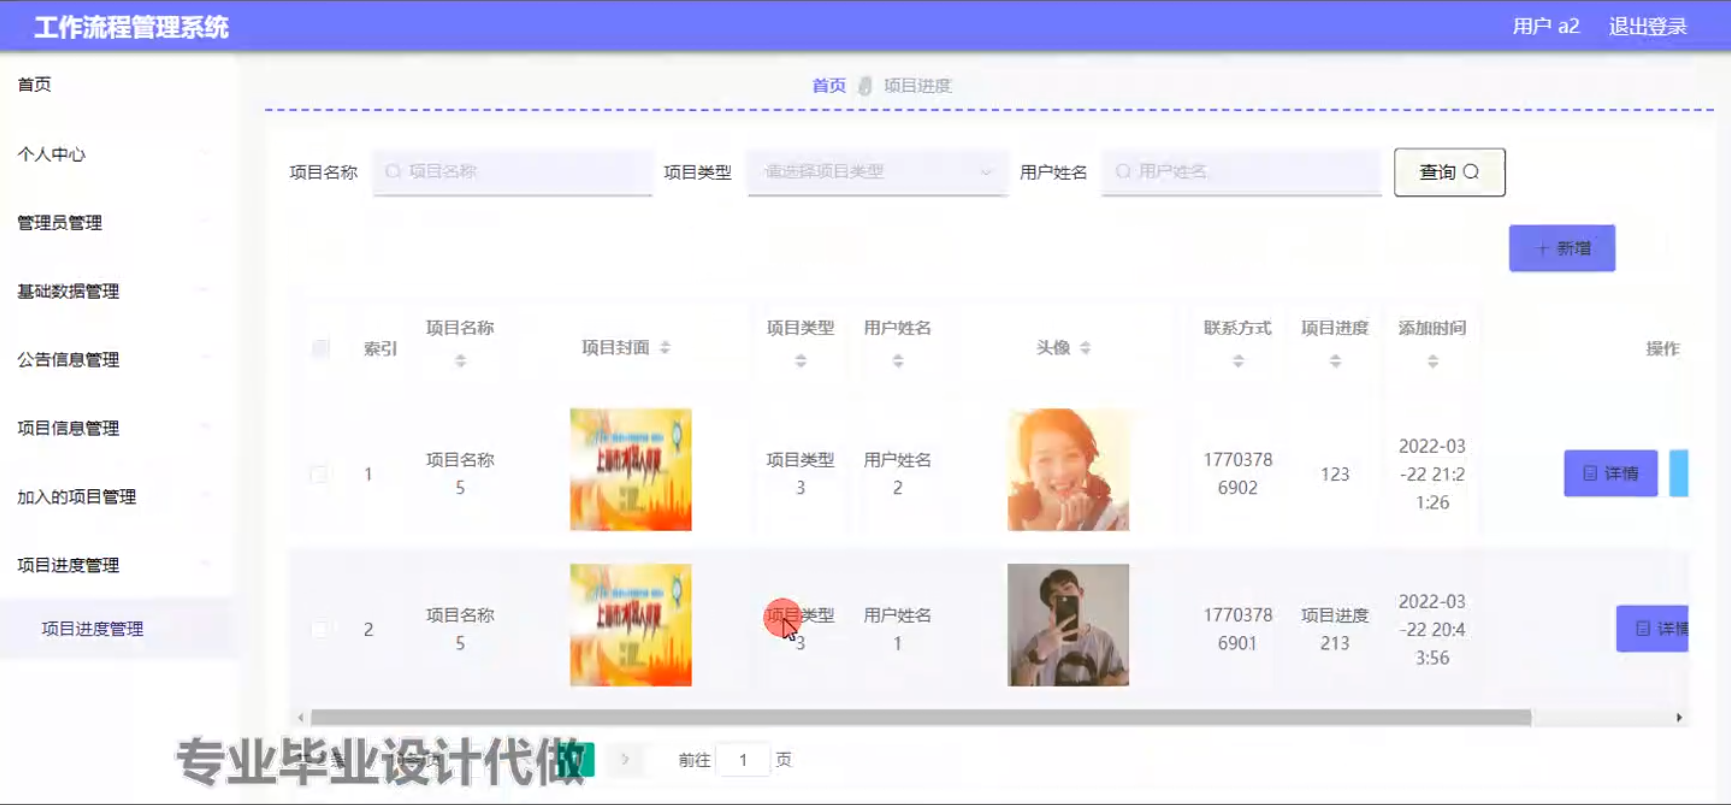 工作流程管理系统
用户 a2 退出登录
首页
个人中心
管理员管理
基础数据管理
公告信息管理
项目信息管理
加入的项目管理
项目进度管理
项目进度管理
首页 项目进度
项目名称 项目名称 项目类型 请选择项目类型 用户姓名 用户姓名 查询
新增
索引 项目名称 项目封面 项目类型 用户姓名 头像 联系方式 项目进度 添加时间 操作
1 项目名称 项目类型 用户姓名 1770378 123 2022-03
5 3 2 6902 -22 21:2
1:26
详情
2 项目名称 项目类型 用户姓名 1770378 项目进度 2022-03
5 3 1 6901 213 -22 20:4
3:56
详情
专业毕业设计代做
前往 1 页